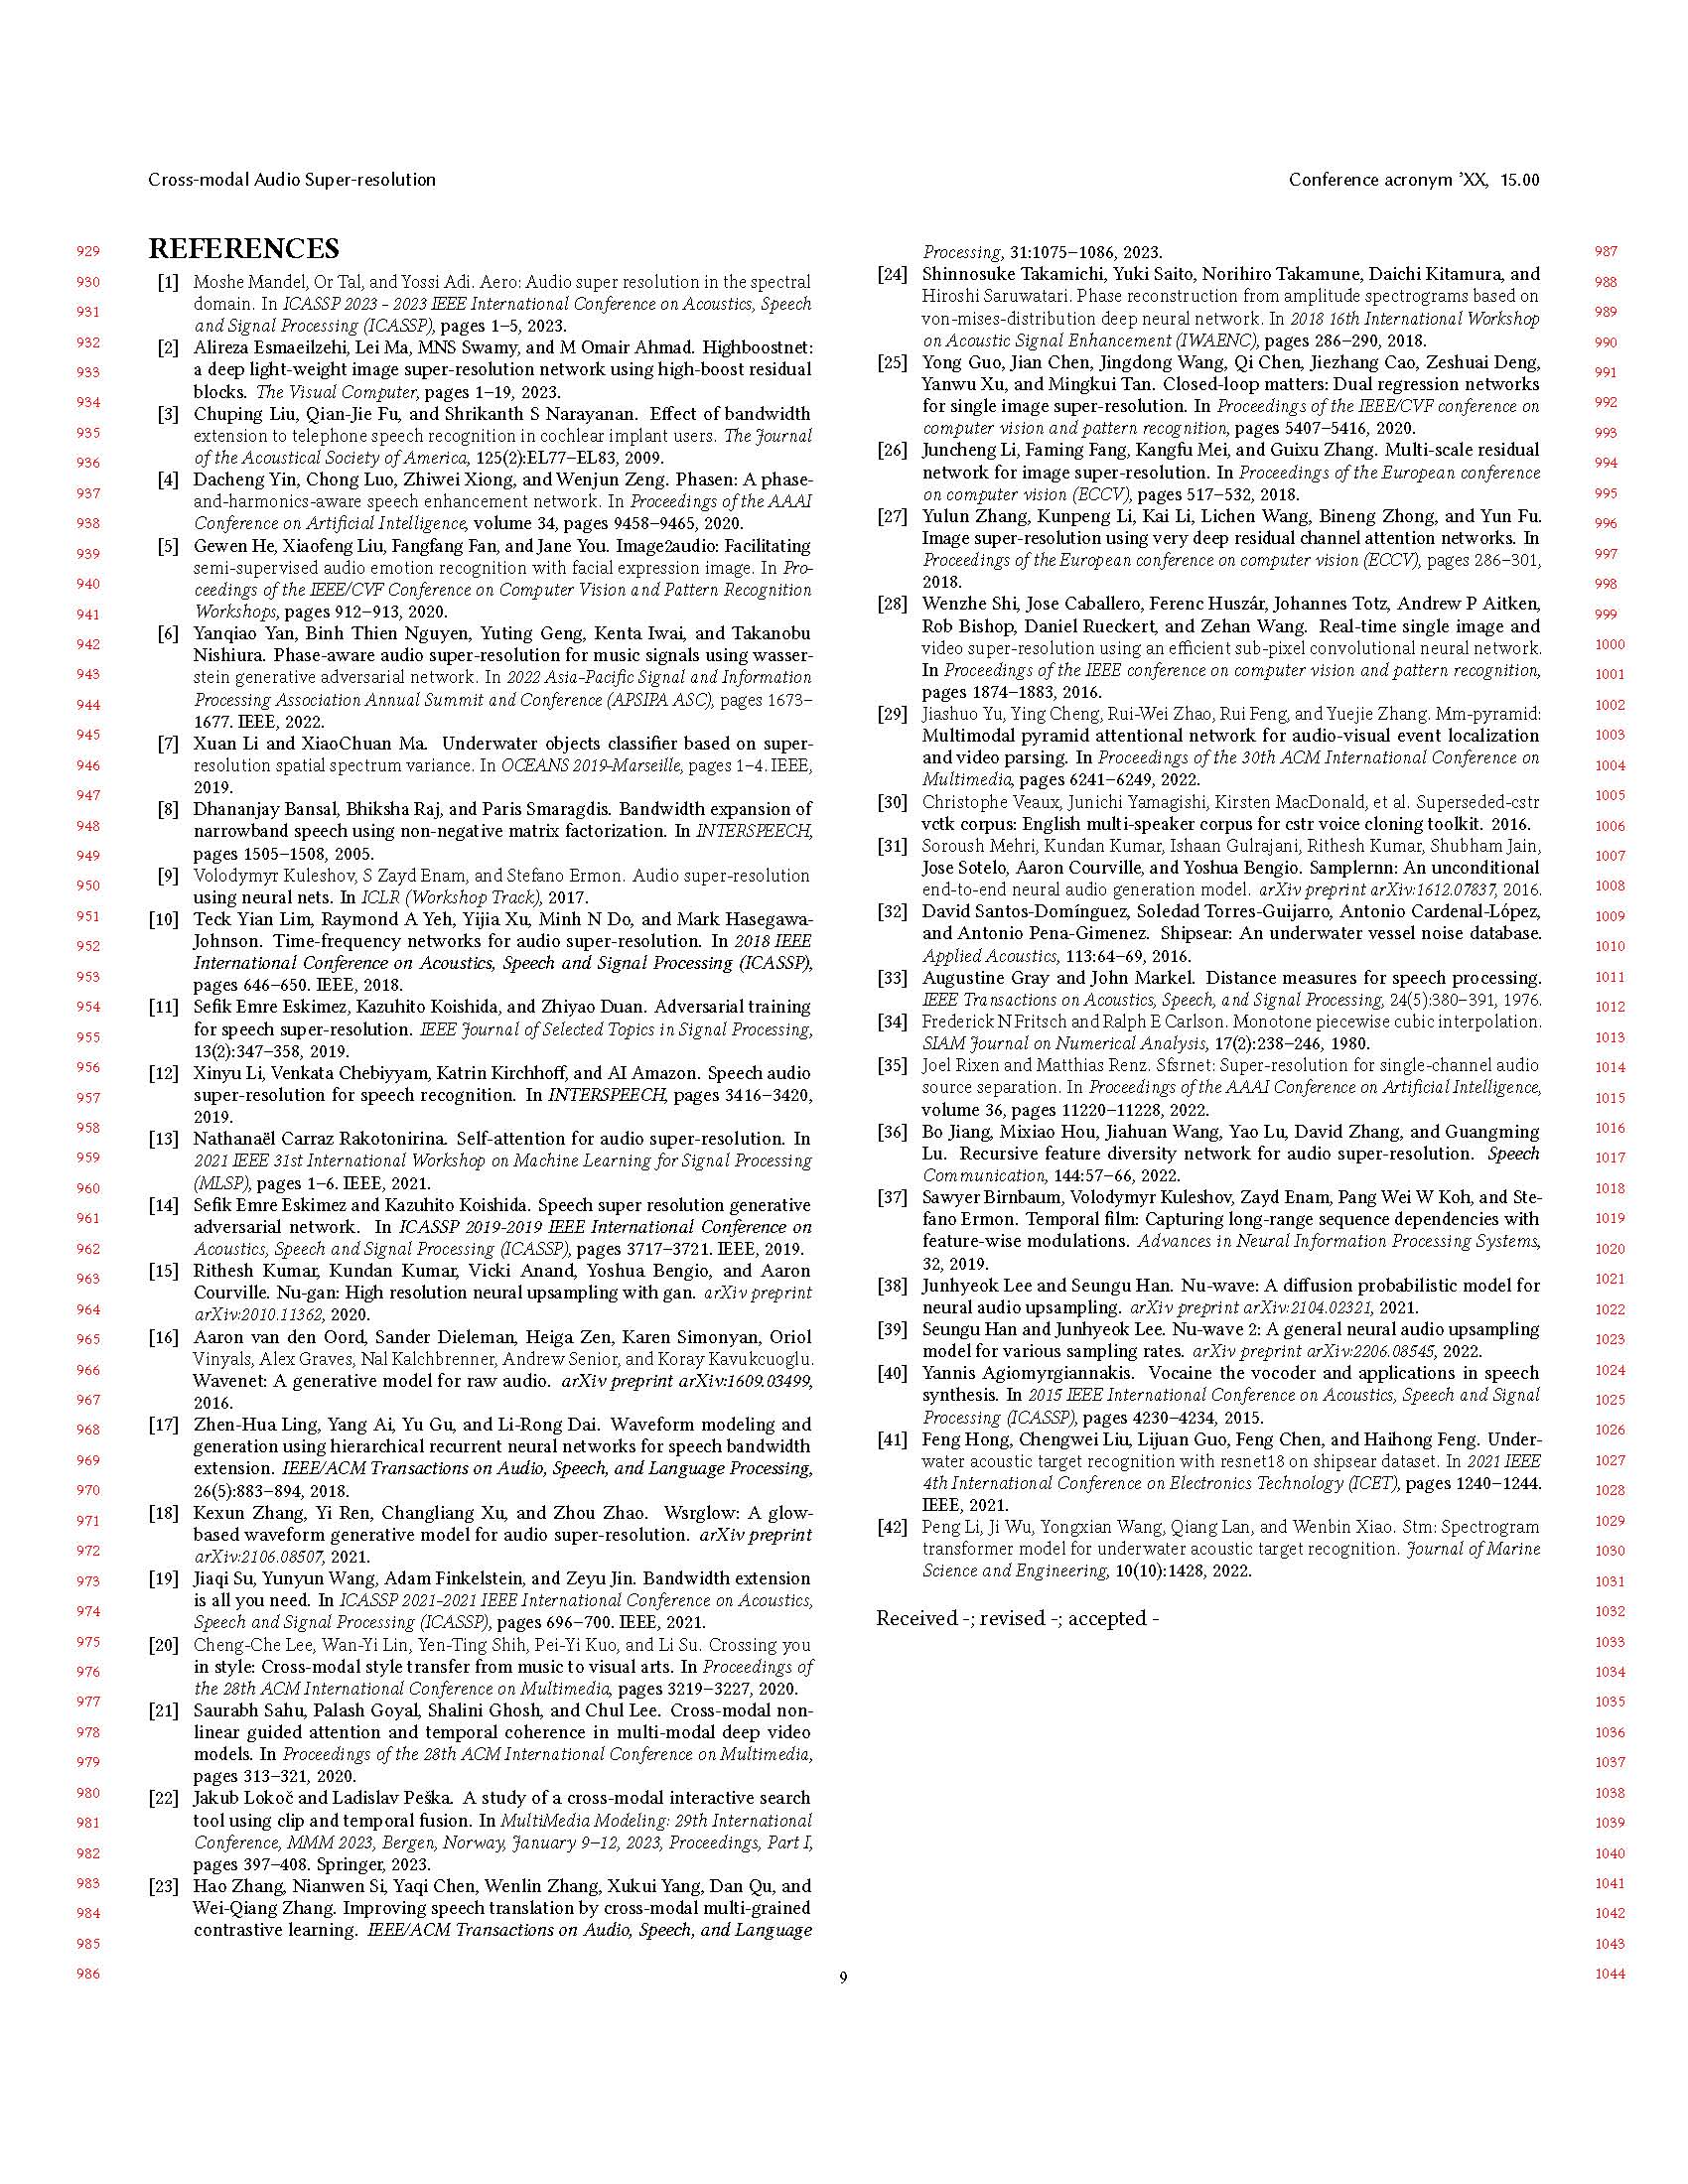 Cross-modal Audio Super-resolution
Conference acronym ’XX, 15.00
REFERENCES
[1] Moshe Mandel, Or Tal, and Yossi Adi. Aero: Audio super resolution in the spectral
domain. In ICASSP 2023 - 2023 IEEE International Conference on Acoustics, Speech
and Signal Processing (ICASSP), pages 1–5, 2023.
[2] Alireza Esmaeilzehi, Lei Ma, MNS Swamy, and M Omair Ahmad. Highboostnet:
a deep light-weight image super-resolution network using high-boost residual
blocks. The Visual Computer, pages 1–19, 2023.
[3] Chuping Liu, Qian-Jie Fu, and Shrikanth S Narayanan. Effect of bandwidth
extension to telephone speech recognition in cochlear implant users. The Journal
of the Acoustical Society of America, 125(2):EL77–EL83, 2009.
[4] Dacheng Yin, Chong Luo, Zhiwei Xiong, and Wenjun Zeng. Phasen: A phase-
and-harmonics-aware speech enhancement network. In Proceedings of the AAAI
Conference on Artificial Intelligence, volume 34, pages 9458–9465, 2020.
[5] Gewen He, Xiaofeng Liu, Fangfang Fan, and Jane You. Image2audio: Facilitating
semi-supervised audio emotion recognition with facial expression image. In Pro-
ceedings of the IEEE/CVF Conference on Computer Vision and Pattern Recognition
Workshops, pages 912–913, 2020.
[6] Yanqiao Yan, Binh Thien Nguyen, Yuting Geng, Kenta Iwai, and Takanobu
Nishiura. Phase-aware audio super-resolution for music signals using wasser-
stein generative adversarial network. In 2022 Asia-Pacific Signal and Information
Processing Association Annual Summit and Conference (APSIPA ASC), pages 1673–
1677. IEEE, 2022.
[7] Xuan Li and XiaoChuan Ma. Underwater objects classifier based on super-
resolution spatial spectrum variance. In OCEANS 2019-Marseille, pages 1–4. IEEE,
2019.
[8] Dhananjay Bansal, Bhiksha Raj, and Paris Smaragdis. Bandwidth expansion of
narrowband speech using non-negative matrix factorization. In INTERSPEECH,
pages 1505–1508, 2005.
[9] Volodymyr Kuleshov, S Zayd Enam, and Stefano Ermon. Audio super-resolution
using neural nets. In ICLR (Workshop Track), 2017.
[10] Teck Yian Lim, Raymond A Yeh, Yijia Xu, Minh N Do, and Mark Hasegawa-
Johnson. Time-frequency networks for audio super-resolution. In 2018 IEEE
International Conference on Acoustics, Speech and Signal Processing (ICASSP),
pages 646–650. IEEE, 2018.
[11] Sefik Emre Eskimez, Kazuhito Koishida, and Zhiyao Duan. Adversarial training
for speech super-resolution. IEEE Journal of Selected Topics in Signal Processing,
13(2):347–358, 2019.
[12] Xinyu Li, Venkata Chebiyyam, Katrin Kirchhoff, and AI Amazon. Speech audio
super-resolution for speech recognition. In INTERSPEECH, pages 3416–3420,
2019.
[13] Nathanaël Carraz Rakotonirina. Self-attention for audio super-resolution. In
2021 IEEE 31st International Workshop on Machine Learning for Signal Processing
(MLSP), pages 1–6. IEEE, 2021.
[14] Sefik Emre Eskimez and Kazuhito Koishida. Speech super resolution generative
adversarial network. In ICASSP 2019-2019 IEEE International Conference on
Acoustics, Speech and Signal Processing (ICASSP), pages 3717–3721. IEEE, 2019.
[15] Rithesh Kumar, Kundan Kumar, Vicki Anand, Yoshua Bengio, and Aaron
Courville. Nu-gan: High resolution neural upsampling with gan. arXiv preprint
arXiv:2010.11362, 2020.
[16] Aaron van den Oord, Sander Dieleman, Heiga Zen, Karen Simonyan, Oriol
Vinyals, Alex Graves, Nal Kalchbrenner, Andrew Senior, and Koray Kavukcuoglu.
Wavenet: A generative model for raw audio. arXiv preprint arXiv:1609.03499,
2016.
[17] Zhen-Hua Ling, Yang Ai, Yu Gu, and Li-Rong Dai. Waveform modeling and
generation using hierarchical recurrent neural networks for speech bandwidth
extension. IEEE/ACM Transactions on Audio, Speech, and Language Processing,
26(5):883–894, 2018.
[18] Kexun Zhang, Yi Ren, Changliang Xu, and Zhou Zhao. Wsrglow: A glow-
based waveform generative model for audio super-resolution. arXiv preprint
arXiv:2106.08507, 2021.
[19] Jiaqi Su, Yunyun Wang, Adam Finkelstein, and Zeyu Jin. Bandwidth extension
is all you need. In ICASSP 2021-2021 IEEE International Conference on Acoustics,
Speech and Signal Processing (ICASSP), pages 696–700. IEEE, 2021.
[20] Cheng-Che Lee, Wan-Yi Lin, Yen-Ting Shih, Pei-Yi Kuo, and Li Su. Crossing you
in style: Cross-modal style transfer from music to visual arts. In Proceedings of
the 28th ACM International Conference on Multimedia, pages 3219–3227, 2020.
[21] Saurabh Sahu, Palash Goyal, Shalini Ghosh, and Chul Lee. Cross-modal non-
linear guided attention and temporal coherence in multi-modal deep video
models. In Proceedings of the 28th ACM International Conference on Multimedia,
pages 313–321, 2020.
[22] Jakub Lokoč and Ladislav Peška. A study of a cross-modal interactive search
tool using clip and temporal fusion. In MultiMedia Modeling: 29th International
Conference, MMM 2023, Bergen, Norway, January 9–12, 2023, Proceedings, Part I,
pages 397–408. Springer, 2023.
[23] Hao Zhang, Nianwen Si, Yaqi Chen, Wenlin Zhang, Xukui Yang, Dan Qu, and
Wei-Qiang Zhang. Improving speech translation by cross-modal multi-grained
contrastive learning. IEEE/ACM Transactions on Audio, Speech, and Language
Processing, 31:1075–1086, 2023.
[24] Shinnosuke Takamichi, Yuki Saito, Norihiro Takamune, Daichi Kitamura, and
Hiroshi Saruwatari. Phase reconstruction from amplitude spectrograms based on
von-mises-distribution deep neural network. In 2018 16th International Workshop
on Acoustic Signal Enhancement (IWAENC), pages 286–290, 2018.
[25] Yong Guo, Jian Chen, Jingdong Wang, Qi Chen, Jiezhang Cao, Zeshuai Deng,
Yanwu Xu, and Mingkui Tan. Closed-loop matters: Dual regression networks
for single image super-resolution. In Proceedings of the IEEE/CVF conference on
computer vision and pattern recognition, pages 5407–5416, 2020.
[26] Juncheng Li, Faming Fang, Kangfu Mei, and Guixu Zhang. Multi-scale residual
network for image super-resolution. In Proceedings of the European conference
on computer vision (ECCV), pages 517–532, 2018.
[27] Yulun Zhang, Kunpeng Li, Kai Li, Lichen Wang, Bineng Zhong, and Yun Fu.
Image super-resolution using very deep residual channel attention networks. In
Proceedings of the European conference on computer vision (ECCV), pages 286–301,
2018.
[28] Wenzhe Shi, Jose Caballero, Ferenc Huszár, Johannes Totz, Andrew P Aitken,
Rob Bishop, Daniel Rueckert, and Zehan Wang. Real-time single image and
video super-resolution using an efficient sub-pixel convolutional neural network.
In Proceedings of the IEEE conference on computer vision and pattern recognition,
pages 1874–1883, 2016.
[29] Jiashuo Yu, Ying Cheng, Rui-Wei Zhao, Rui Feng, and Yuejie Zhang. Mm-pyramid:
Multimodal pyramid attentional network for audio-visual event localization
and video parsing. In Proceedings of the 30th ACM International Conference on
Multimedia, pages 6241–6249, 2022.
[30] Christophe Veaux, Junichi Yamagishi, Kirsten MacDonald, et al. Superseded-cstr
vctk corpus: English multi-speaker corpus for cstr voice cloning toolkit. 2016.
[31] Soroush Mehri, Kundan Kumar, Ishaan Gulrajani, Rithesh Kumar, Shubham Jain,
Jose Sotelo, Aaron Courville, and Yoshua Bengio. Samplernn: An unconditional
end-to-end neural audio generation model. arXiv preprint arXiv:1612.07837, 2016.
[32] David Santos-Domínguez, Soledad Torres-Guijarro, Antonio Cardenal-López,
and Antonio Pena-Gimenez. Shipsear: An underwater vessel noise database.
Applied Acoustics, 113:64–69, 2016.
[33] Augustine Gray and John Markel. Distance measures for speech processing.
IEEE Transactions on Acoustics, Speech, and Signal Processing, 24(5):380–391, 1976.
[34] Frederick N Fritsch and Ralph E Carlson. Monotone piecewise cubic interpolation.
SIAM Journal on Numerical Analysis, 17(2):238–246, 1980.
[35] Joel Rixen and Matthias Renz. Sfsrnet: Super-resolution for single-channel audio
source separation. In Proceedings of the AAAI Conference on Artificial Intelligence,
volume 36, pages 11220–11228, 2022.
[36] Bo Jiang, Mixiao Hou, Jiahuan Wang, Yao Lu, David Zhang, and Guangming
Lu. Recursive feature diversity network for audio super-resolution. Speech
Communication, 144:57–66, 2022.
[37] Sawyer Birnbaum, Volodymyr Kuleshov, Zayd Enam, Pang Wei W Koh, and Ste-
fano Ermon. Temporal film: Capturing long-range sequence dependencies with
feature-wise modulations. Advances in Neural Information Processing Systems,
32, 2019.
[38] Junhyeok Lee and Seungu Han. Nu-wave: A diffusion probabilistic model for
neural audio upsampling. arXiv preprint arXiv:2104.02321, 2021.
[39] Seungu Han and Junhyeok Lee. Nu-wave 2: A general neural audio upsampling
model for various sampling rates. arXiv preprint arXiv:2206.08545, 2022.
[40] Yannis Agiomyrgiannakis. Vocaine the vocoder and applications in speech
synthesis. In 2015 IEEE International Conference on Acoustics, Speech and Signal
Processing (ICASSP), pages 4230–4234, 2015.
[41] Feng Hong, Chengwei Liu, Lijuan Guo, Feng Chen, and Haihong Feng. Under-
water acoustic target recognition with resnet18 on shipsear dataset. In 2021 IEEE
4th International Conference on Electronics Technology (ICET), pages 1240–1244.
IEEE, 2021.
[42] Peng Li, Ji Wu, Yongxian Wang, Qiang Lan, and Wenbin Xiao. Stm: Spectrogram
transformer model for underwater acoustic target recognition. Journal of Marine
Science and Engineering, 10(10):1428, 2022.
Received -; revised -; accepted -
929
930
931
932
933
934
935
936
937
938
939
940
941
942
943
944
945
946
947
948
949
950
951
952
953
954
955
956
957
958
959
960
961
962
963
964
965
966
967
968
969
970
971
972
973
974
975
976
977
978
979
980
981
982
983
984
985
986
987
988
989
990
991
992
993
994
995
996
997
998
999
1000
1001
1002
1003
1004
1005
1006
1007
1008
1009
1010
1011
1012
1013
1014
1015
1016
1017
1018
1019
1020
1021
1022
1023
1024
1025
1026
1027
1028
1029
1030
1031
1032
1033
1034
1035
1036
1037
1038
1039
1040
1041
1042
1043
1044
9